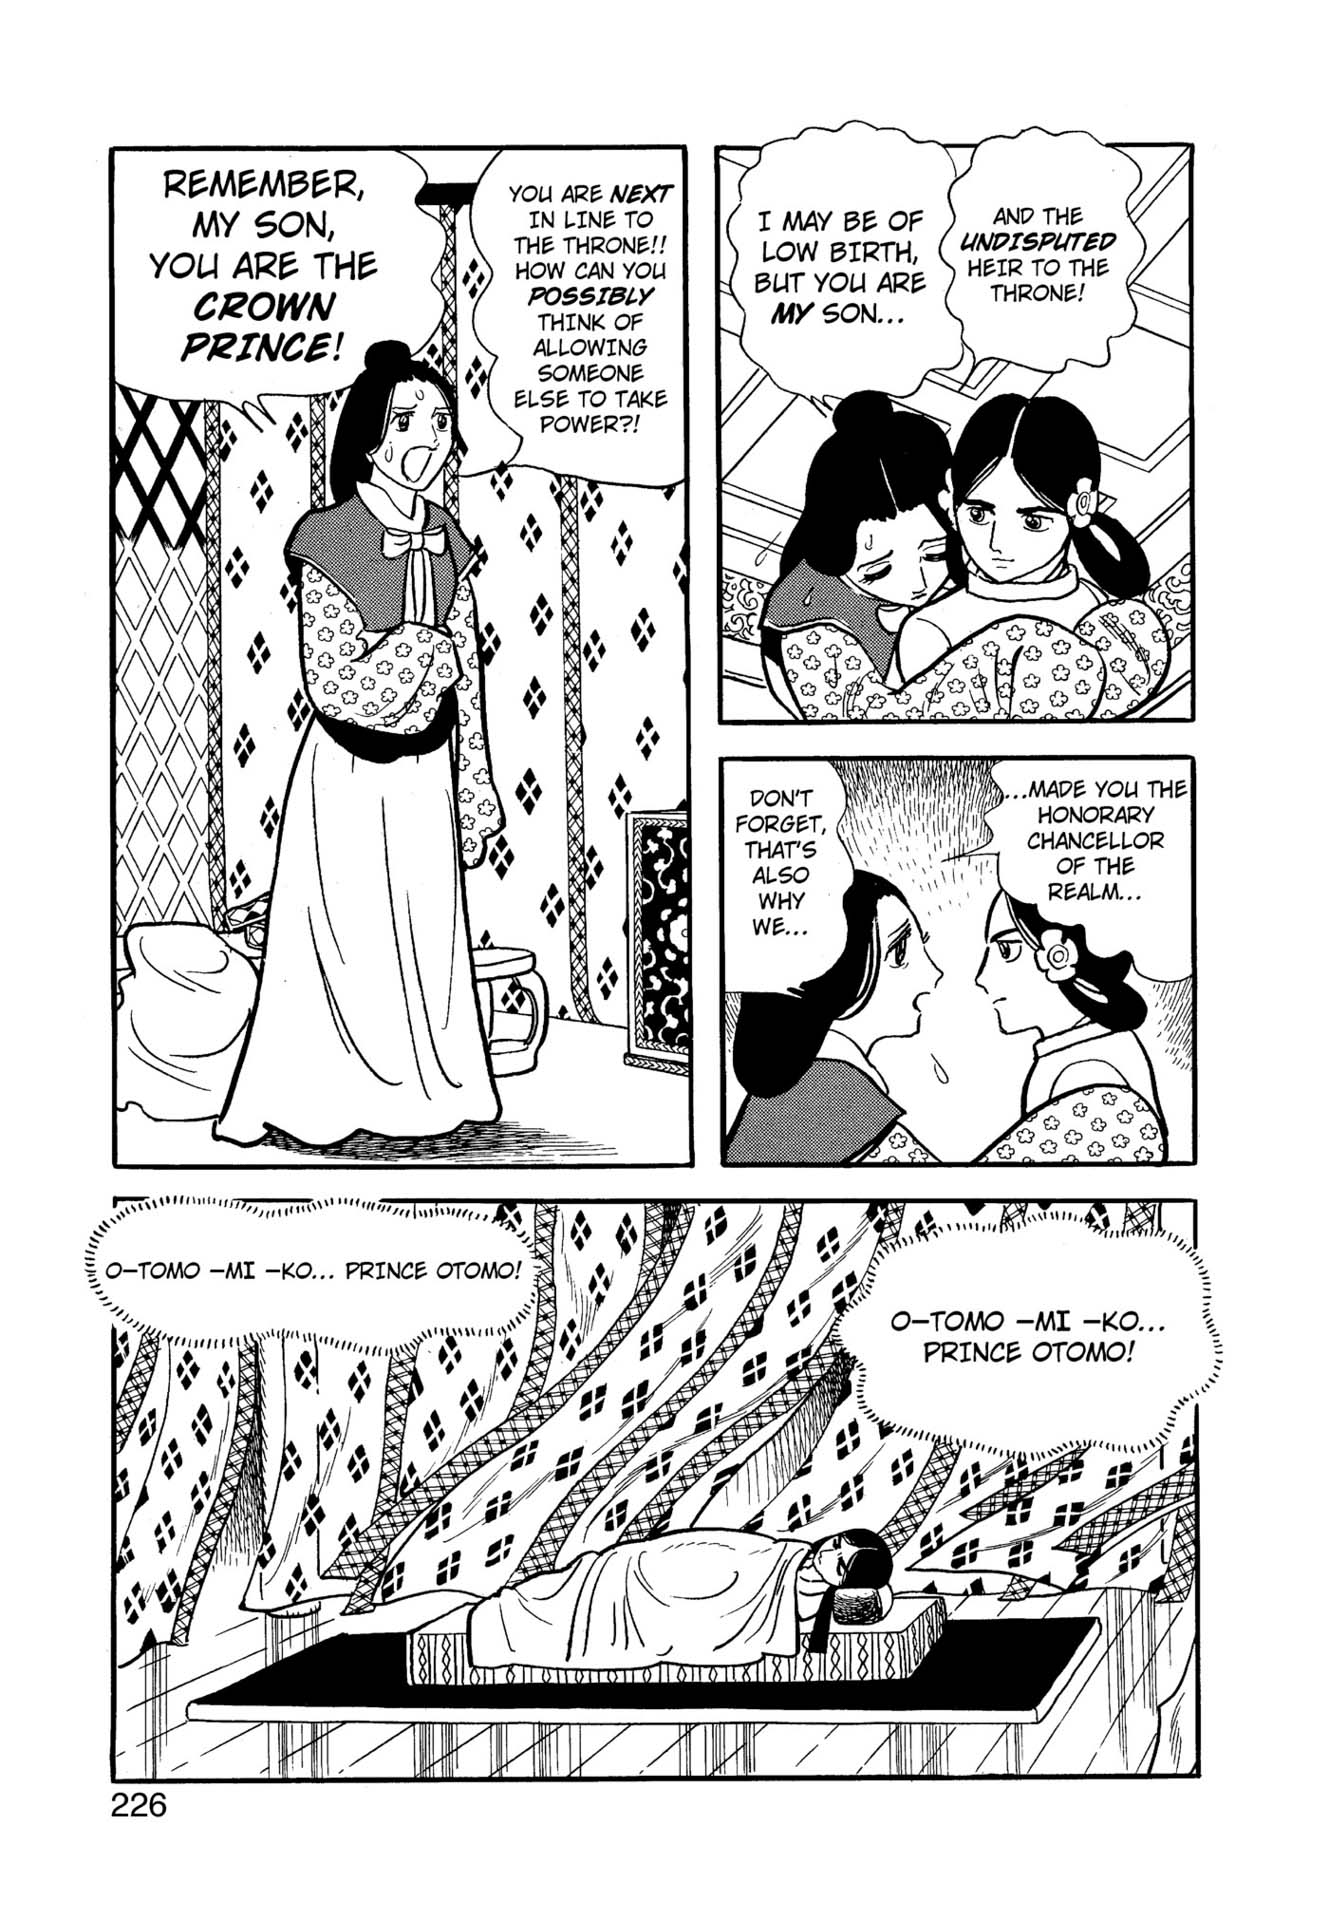 REMEMBER,
MY SON,
YOU ARE THE
CROWN
PRINCE!
YOU ARE NEXT
IN LINE TO
THE THRONE!!
HOW CAN YOU
POSSIBLY
THINK OF
ALLOWING
SOMEONE
ELSE TO TAKE
POWER?!
I MAY BE OF
LOW BIRTH,
BUT YOU ARE
MY SON...
AND THE
UNDISPUTED
HEIR TO THE
THRONE!
DON'T
FORGET,
THAT'S
ALSO
WHY
WE...
...MADE YOU THE
HONORARY
CHANCELLOR
OF THE
REALM...
O-TOMO -MI -KO... PRINCE OTOMO!
O-TOMO -MI -KO...
PRINCE OTOMO!
226